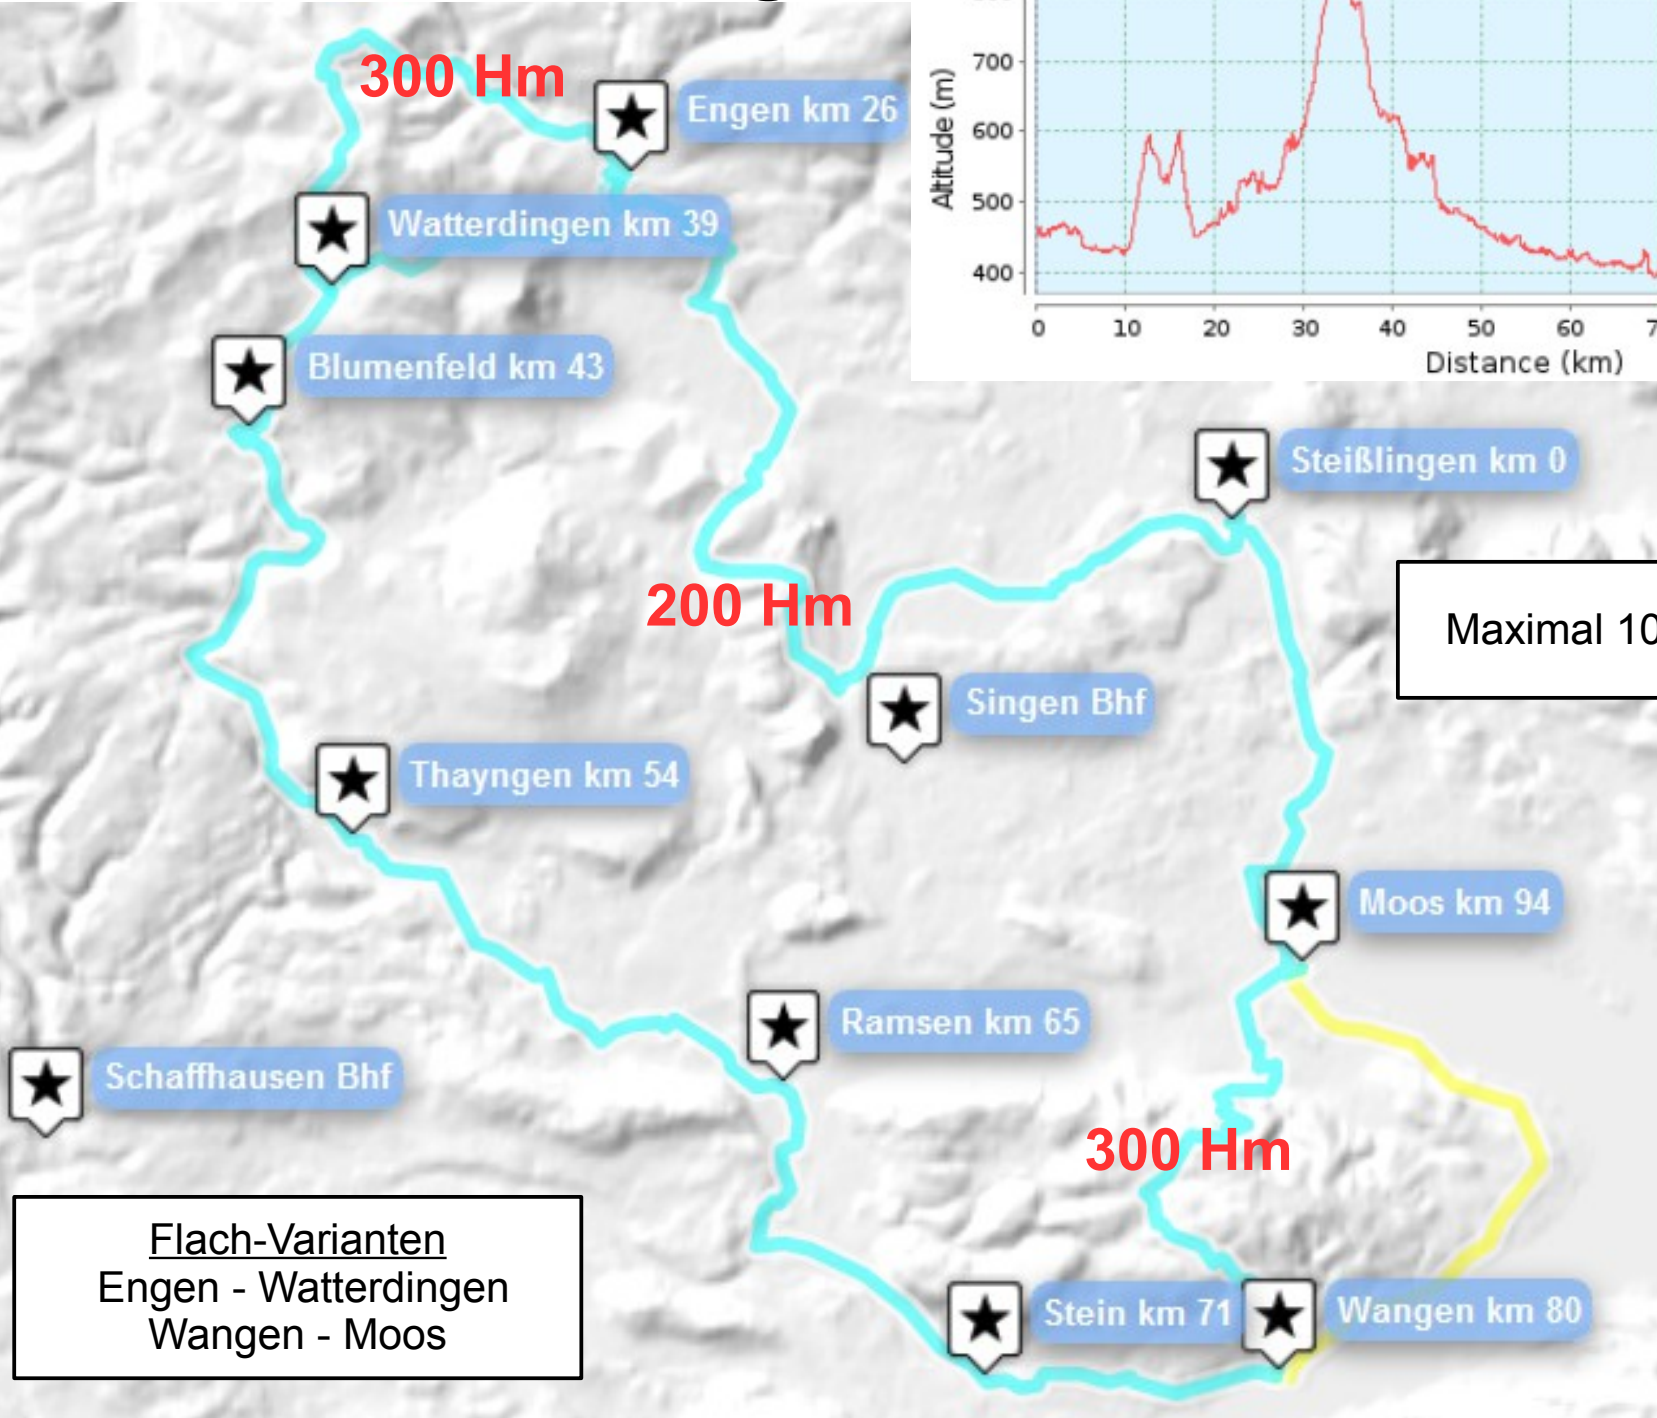 300 Hm
Engen km 26
Watterdingen km 39
Blumenfeld km 43
Altitude (m)
700
600
500
400
0 10 20 30 40 50 60 7
Distance (km)
Steißlingen km 0
200 Hm
Maximal 10
Singen Bhf
Thayngen km 54
Moos km 94
Ramsen km 65
Schaffhausen Bhf
300 Hm
Flach-Varianten
Engen - Watterdingen
Wangen - Moos
Stein km 71
Wangen km 80